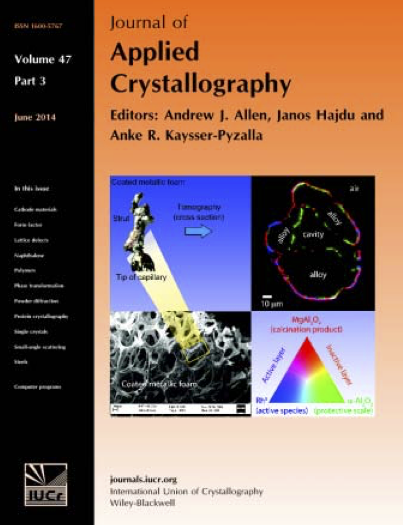 ISSN 1600-5767
Volume 47
Part 3
June 2014
In this issue
Cathode materials
Form factor
Lattice defects
Naphthalene
Polymers
Phase transformation
Powder diffraction
Protein crystallography
Single crystals
Small-angle scattering
Steels
Computer programs
IUCr
Journal of
Applied
Crystallography
Editors: Andrew J. Allen, Janos Hajdu and
Anke R. Kaysser-Pyzalla
Coated metallic foam
Strut
Tomography
(cross section)
Tip of capillary
air
alloy
alloy
cavity
alloy
10 µm
Coated metallic foam
MgAl₂O₄
(calcination product)
Active layer
Inactive layer
(active species)
α-Al₂O₃
(protective scale)
journals.iucr.org
International Union of Crystallography
Wiley-Blackwell